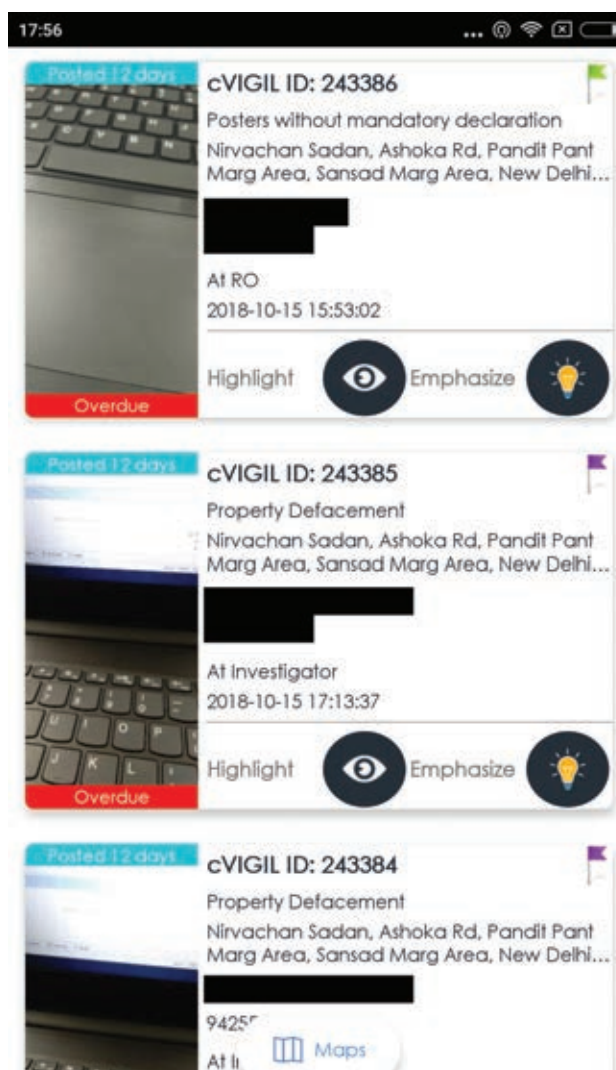 17:56
Posted 12 days
cVIGIL ID: 243386
Posters without mandatory declaration
Nirvachan Sadan, Ashoka Rd, Pandit Pant
Marg Area, Sansad Marg Area, New Delhi...
At RO
2018-10-15 15:53:02
Highlight Emphasize
Overdue
Posted 12 days
cVIGIL ID: 243385
Property Defacement
Nirvachan Sadan, Ashoka Rd, Pandit Pant
Marg Area, Sansad Marg Area, New Delhi...
At Investigator
2018-10-15 17:13:37
Highlight Emphasize
Overdue
Posted 12 days
cVIGIL ID: 243384
Property Defacement
Nirvachan Sadan, Ashoka Rd, Pandit Pant
Marg Area, Sansad Marg Area, New Delhi...
At
Maps